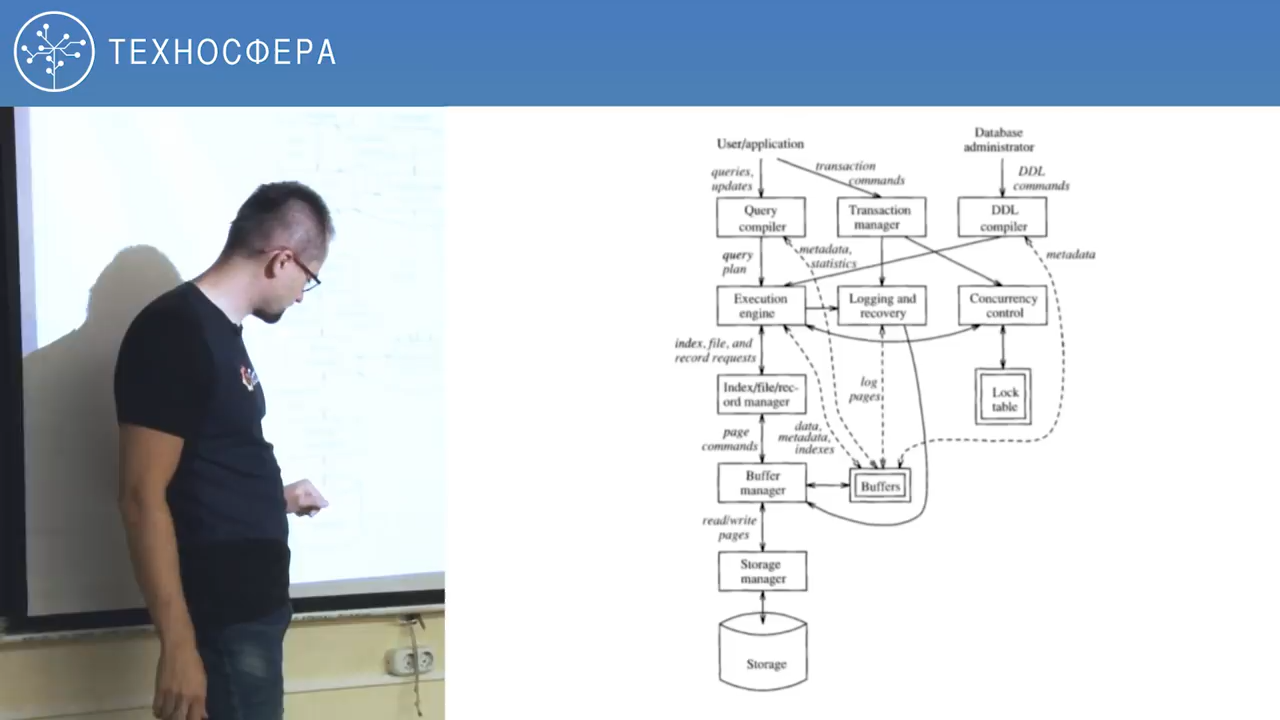 ТЕХНОСФЕРА
User/application
Database
administrator
queries,
updates
transaction
commands
DDL
commands
Query
compiler
Transaction
manager
DDL
compiler
query
plan
metadata,
statistics
metadata
Execution
engine
Logging and
recovery
Concurrency
control
index, file, and
record requests
Index/file/rec-
ord manager
log
pages
Lock
table
page
commands
data,
metadata,
indexes
Buffer
manager
Buffers
read/write
pages
Storage
manager
Storage